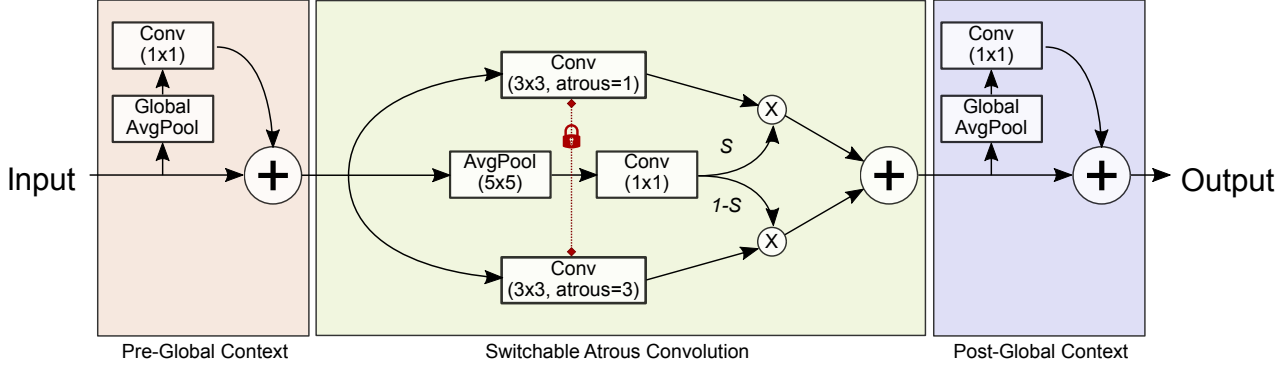 Input
Conv
(1x1)
Global
AvgPool
+
Pre-Global Context
Conv
(3x3, atrous=1)
AvgPool
(5x5)
Conv
(1x1)
S
1-S
X
X
Conv
(3x3, atrous=3)
+
Switchable Atrous Convolution
Conv
(1x1)
Global
AvgPool
+
Post-Global Context
Output